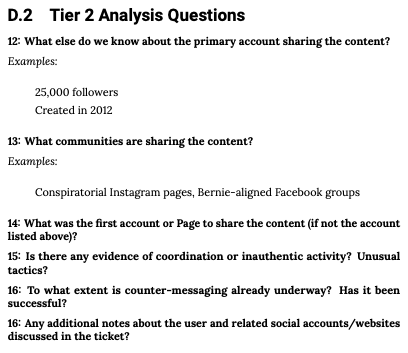 D.2 Tier 2 Analysis Questions
12: What else do we know about the primary account sharing the content?
Examples:
25,000 followers
Created in 2012
13: What communities are sharing the content?
Examples:
Conspiratorial Instagram pages, Bernie-aligned Facebook groups
14: What was the first account or Page to share the content (if not the account
listed above)?
15: Is there any evidence of coordination or inauthentic activity? Unusual
tactics?
16: To what extent is counter-messaging already underway? Has it been
successful?
16: Any additional notes about the user and related social accounts/websites
discussed in the ticket?